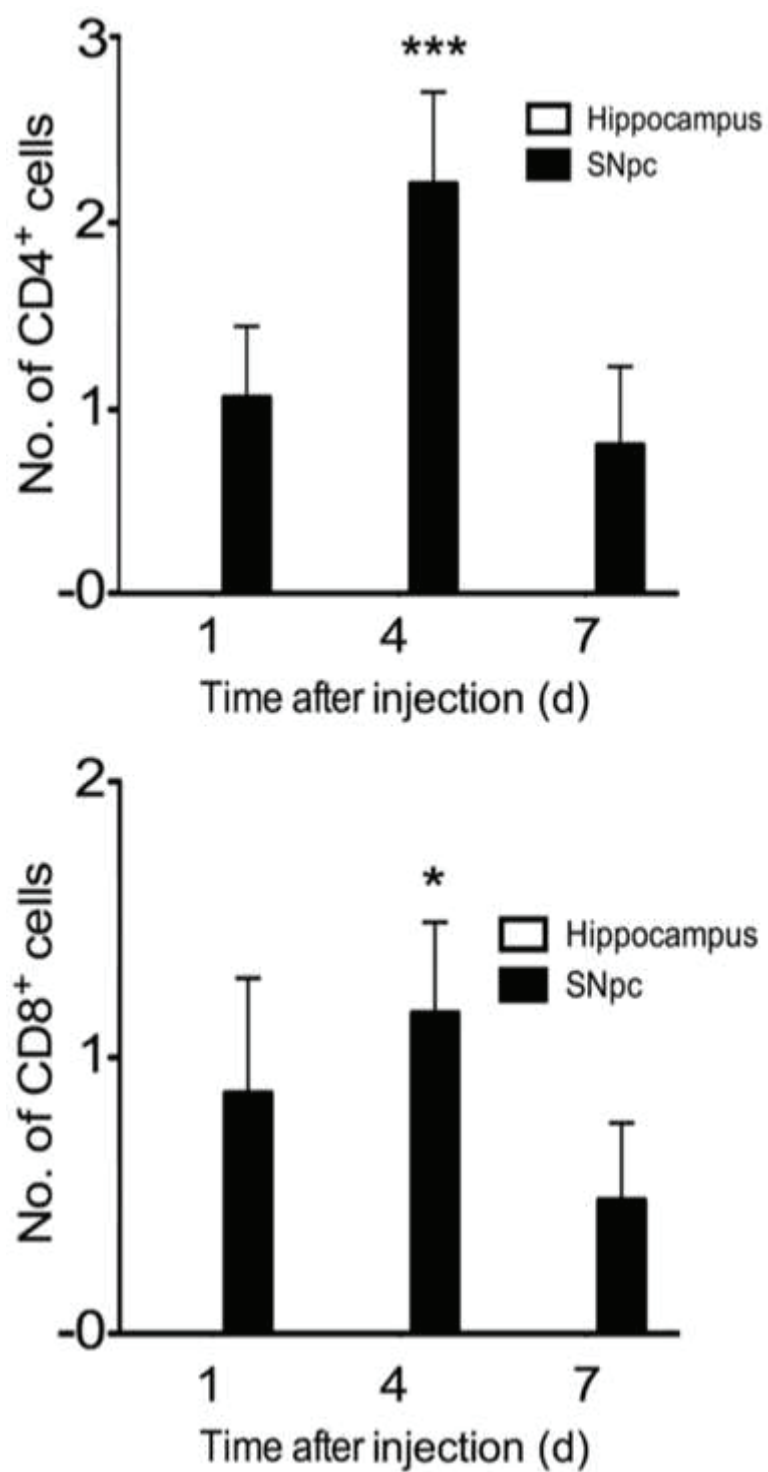 3
***
Hippocampus
SNpc
2
No. of CD4⁺ cells
1
-0
1 4 7
Time after injection (d)
2
*
Hippocampus
SNpc
No. of CD8⁺ cells
1
-0
1 4 7
Time after injection (d)